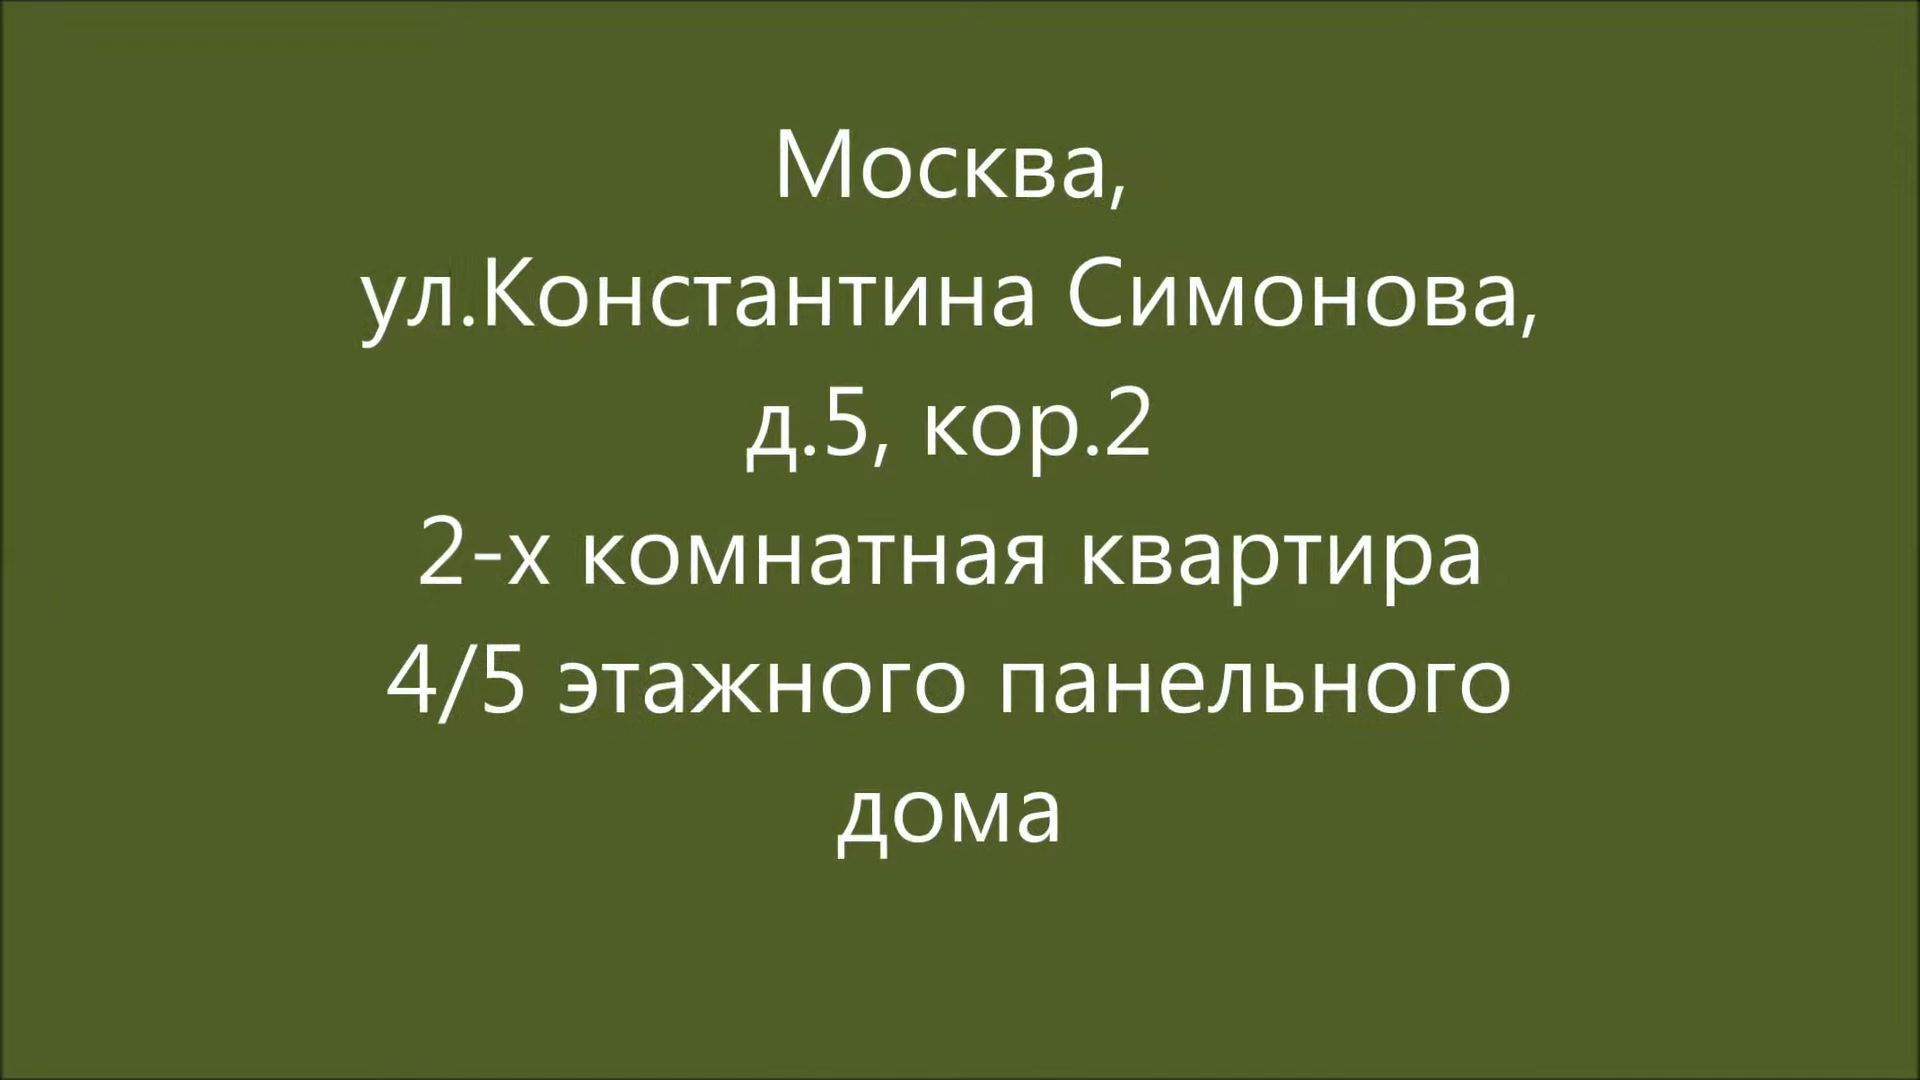 Москва,
ул.Константина Симонова,
д.5, кор.2
2-х комнатная квартира
4/5 этажного панельного
дома